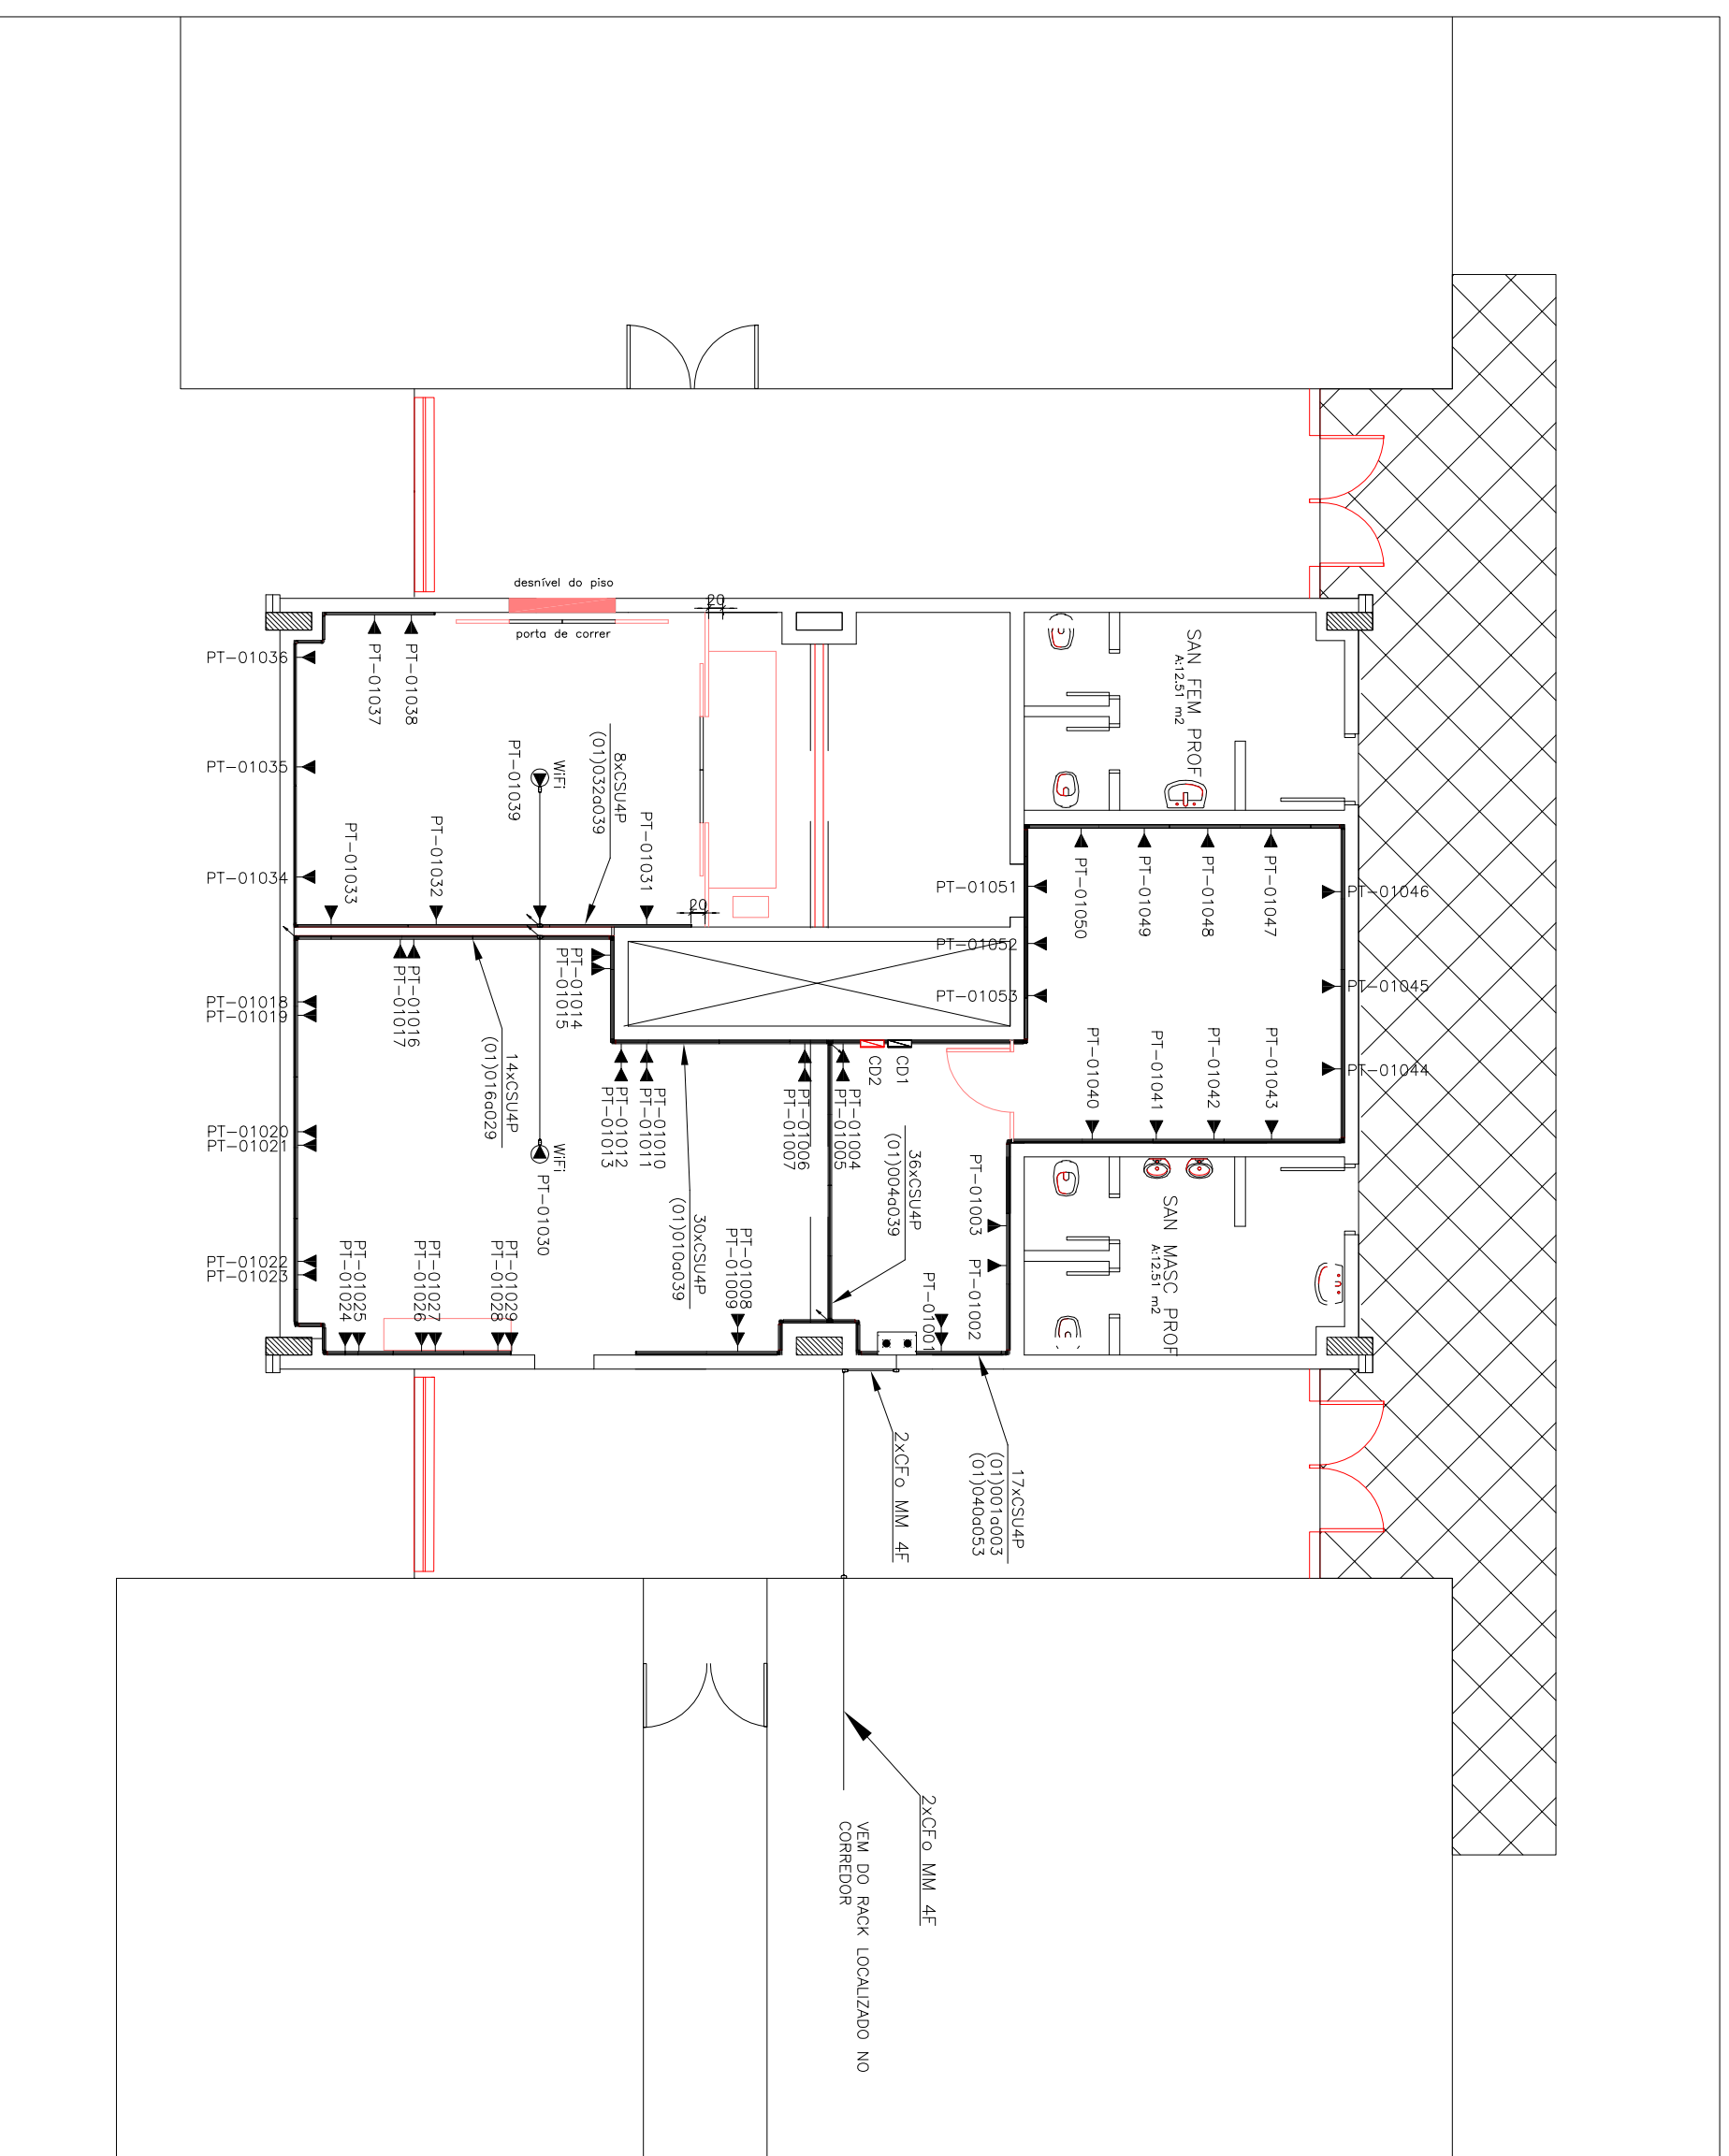 desnível do piso
porta de correr
20
20
SAN FEM PROF
A:12.51 m2
SAN MASC PROF
A:12.51 m2
PT-01036
PT-01037
PT-01038
PT-01035
PT-01034
PT-01033
PT-01032
PT-01031
PT-01039
WiFi
8xCSU4P
(01)032a039
PT-01051
PT-01052
PT-01053
PT-01050
PT-01049
PT-01048
PT-01047
PT-01046
PT-01045
PT-01044
PT-01043
PT-01042
PT-01041
PT-01040
PT-01014
PT-01015
PT-01016
PT-01017
PT-01018
PT-01019
14xCSU4P
(01)016a029
PT-01020
PT-01021
PT-01022
PT-01023
PT-01025
PT-01024
PT-01027
PT-01026
PT-01029
PT-01028
WiFi
PT-01030
PT-01012
PT-01013
PT-01010
PT-01011
30xCSU4P
(01)010a039
PT-01006
PT-01007
PT-01004
PT-01005
CD1
CD2
36xCSU4P
(01)004a039
PT-01008
PT-01009
PT-01003
PT-01002
PT-01001
17xCSU4P
(01)001a003
(01)040a053
2xCFo MM 4F
2xCFo MM 4F
VEM DO RACK LOCALIZADO NO
CORREDOR